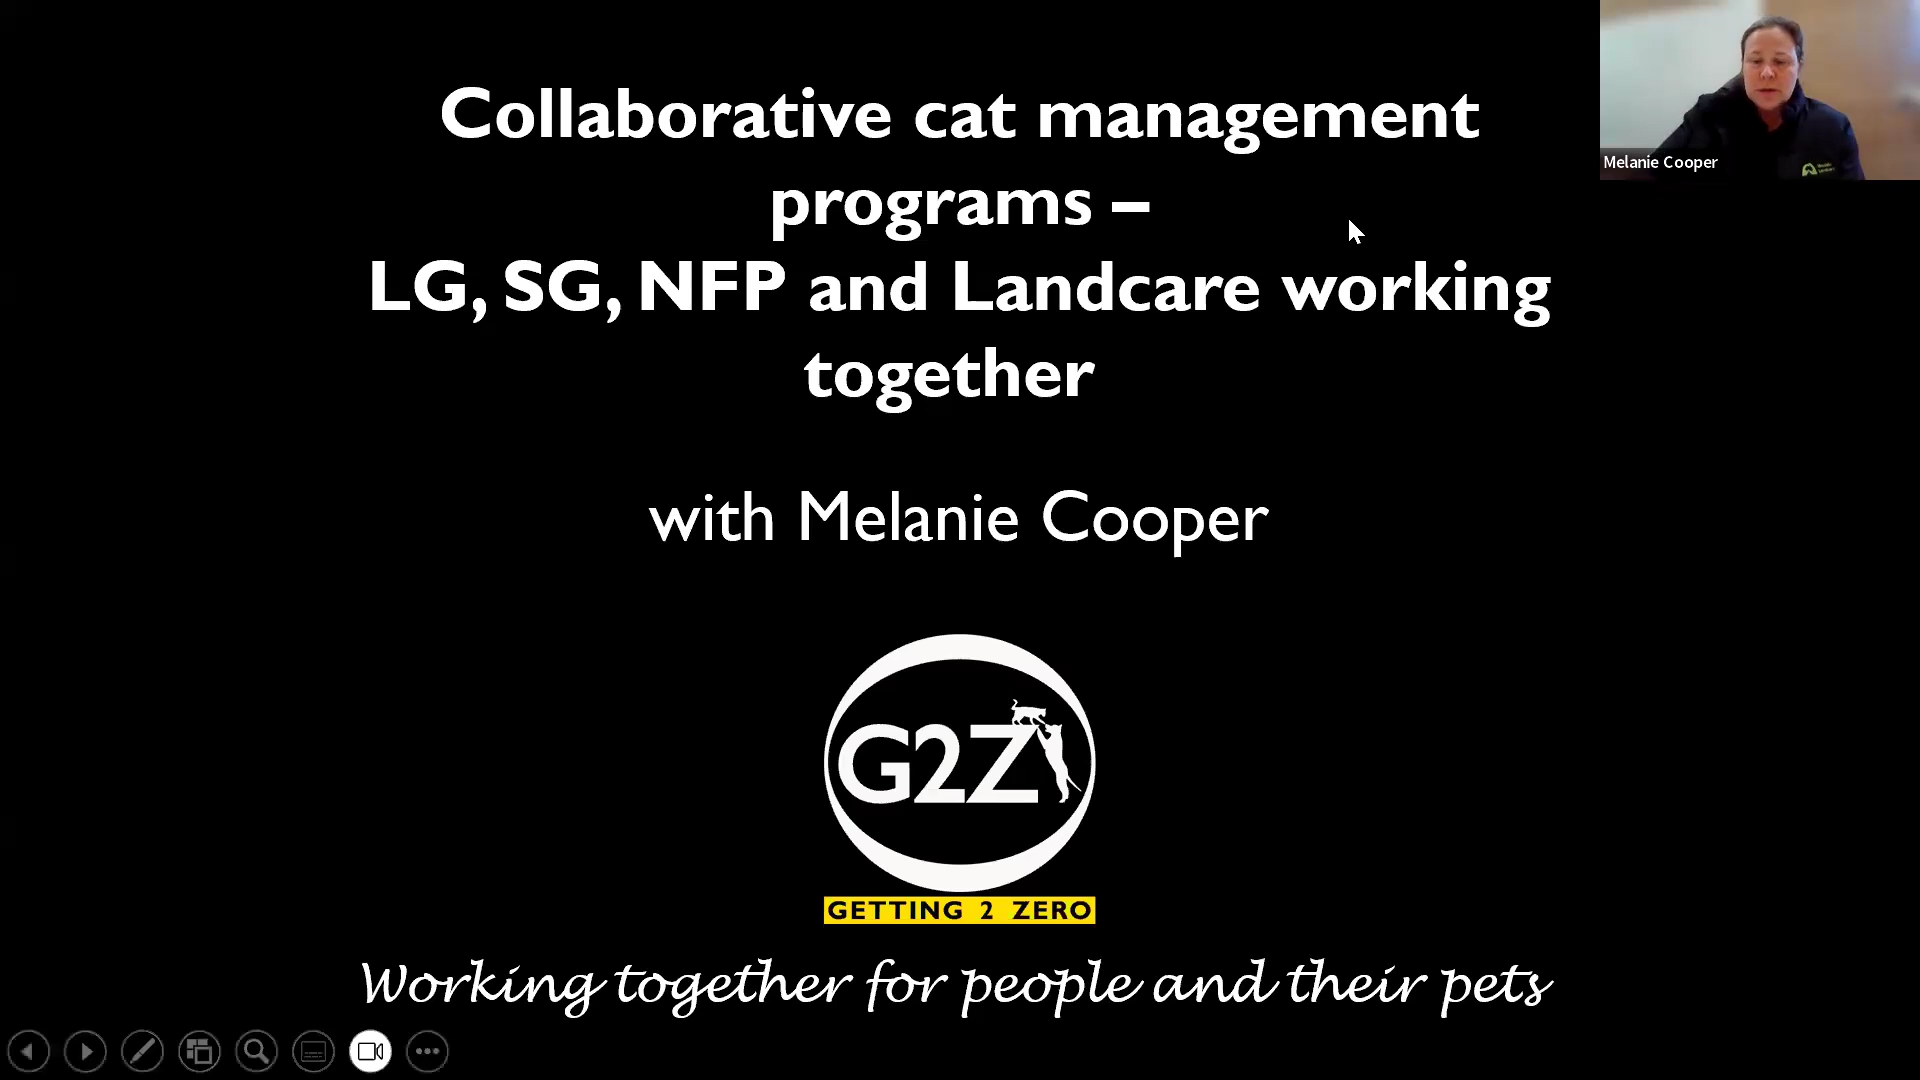 Collaborative cat management
programs –
LG, SG, NFP and Landcare working
together
with Melanie Cooper
Melanie Cooper
G2Z
GETTING 2 ZERO
Working together for people and their pets